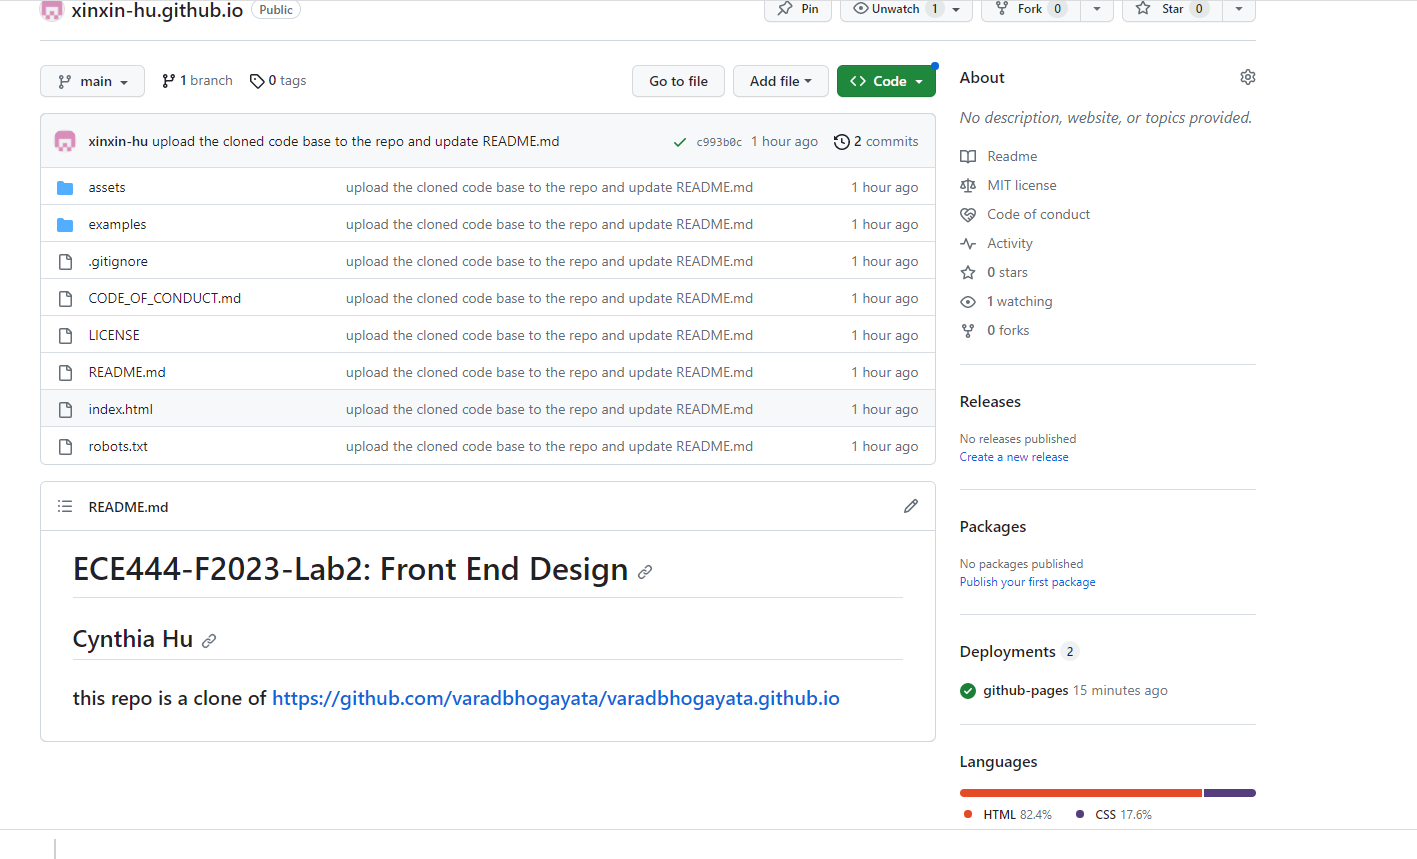 xinxin-hu.github.io Public Pin Unwatch 1 Fork 0 Star 0
main 1 branch 0 tags Go to file Add file Code
xinxin-hu upload the cloned code base to the repo and update README.md c993b0c 1 hour ago 2 commits
assets upload the cloned code base to the repo and update README.md 1 hour ago
examples upload the cloned code base to the repo and update README.md 1 hour ago
.gitignore upload the cloned code base to the repo and update README.md 1 hour ago
CODE_OF_CONDUCT.md upload the cloned code base to the repo and update README.md 1 hour ago
LICENSE upload the cloned code base to the repo and update README.md 1 hour ago
README.md upload the cloned code base to the repo and update README.md 1 hour ago
index.html upload the cloned code base to the repo and update README.md 1 hour ago
robots.txt upload the cloned code base to the repo and update README.md 1 hour ago
README.md
ECE444-F2023-Lab2: Front End Design
Cynthia Hu
this repo is a clone of https://github.com/varadbhogayata/varadbhogayata.github.io
About
No description, website, or topics provided.
Readme
MIT license
Code of conduct
Activity
0 stars
1 watching
0 forks
Releases
No releases published
Create a new release
Packages
No packages published
Publish your first package
Deployments 2
github-pages 15 minutes ago
Languages
HTML 82.4% CSS 17.6%